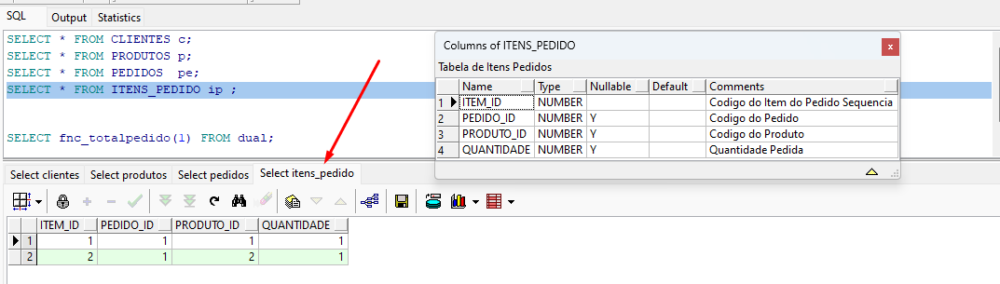 SQL Output Statistics
SELECT * FROM CLIENTES c;
SELECT * FROM PRODUTOS p;
SELECT * FROM PEDIDOS  pe;
SELECT * FROM ITENS_PEDIDO ip ;
SELECT fnc_totalpedido(1) FROM dual;
Columns of ITENS_PEDIDO x
Tabela de Itens Pedidos
Name Type Nullable Default Comments
1 ITEM_ID NUMBER Codigo do Item do Pedido Sequencia
2 PEDIDO_ID NUMBER Y Codigo do Pedido
3 PRODUTO_ID NUMBER Y Codigo do Produto
4 QUANTIDADE NUMBER Y Quantidade Pedida
Select clientes Select produtos Select pedidos Select itens_pedido
ITEM_ID PEDIDO_ID PRODUTO_ID QUANTIDADE
1 1 1 1 1
2 2 1 2 1